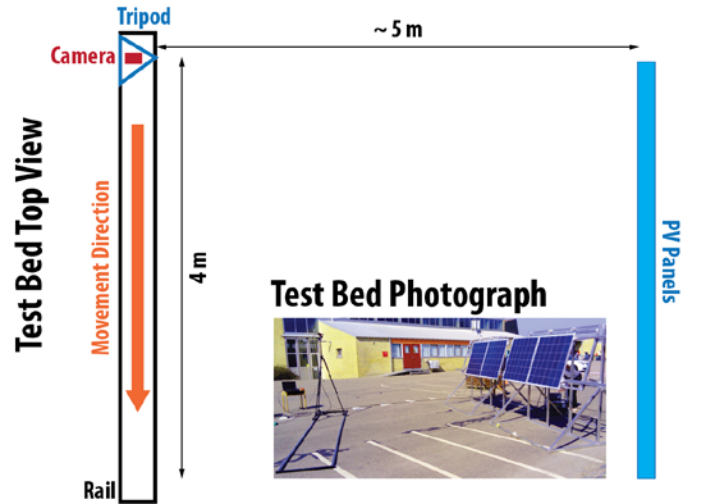 Tripod
~ 5 m
Camera
Test Bed Top View
Movement Direction
4 m
PV Panels
Test Bed Photograph
Rail